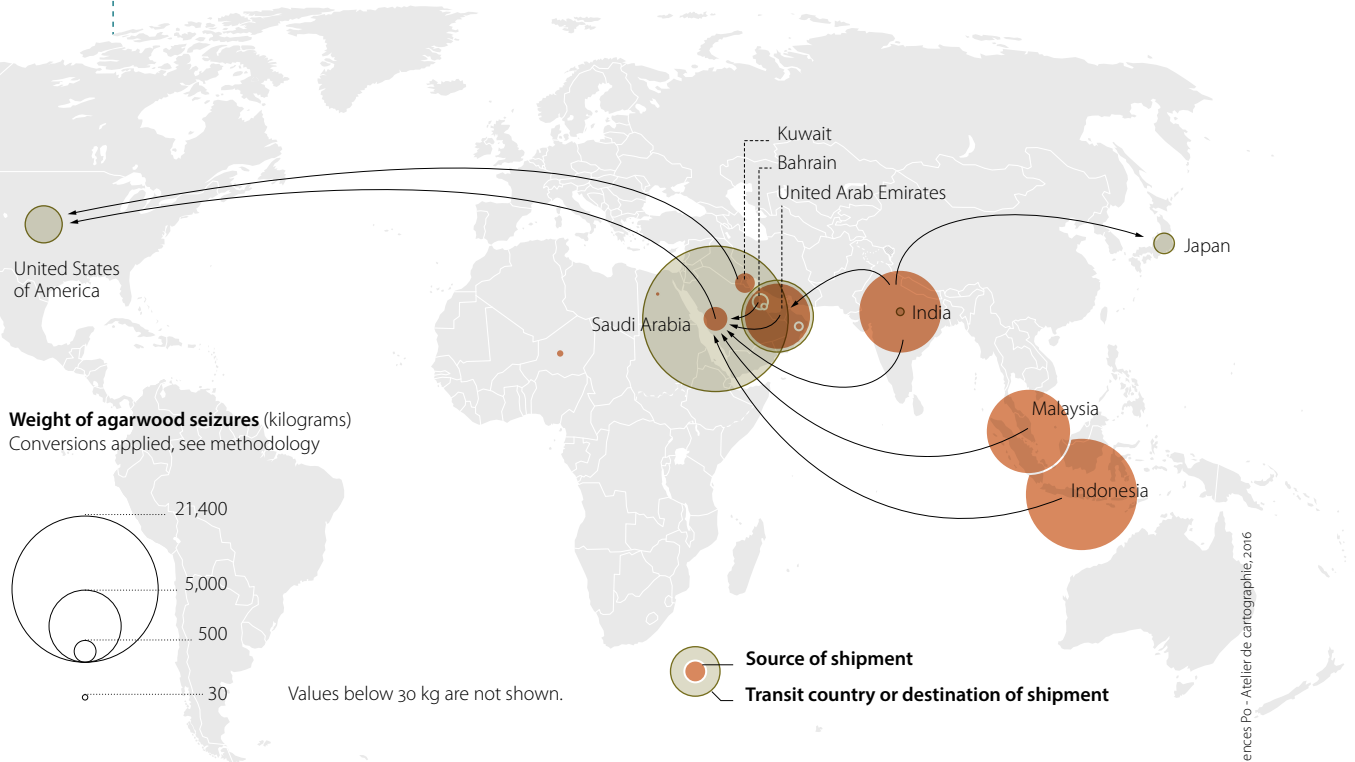 Kuwait
Bahrain
United Arab Emirates
United States
of America
Saudi Arabia
India
Japan
Malaysia
Indonesia
Weight of agarwood seizures (kilograms)
Conversions applied, see methodology
21,400
5,000
500
30
Values below 30 kg are not shown.
Source of shipment
Transit country or destination of shipment
ences Po - Atelier de cartographie, 2016